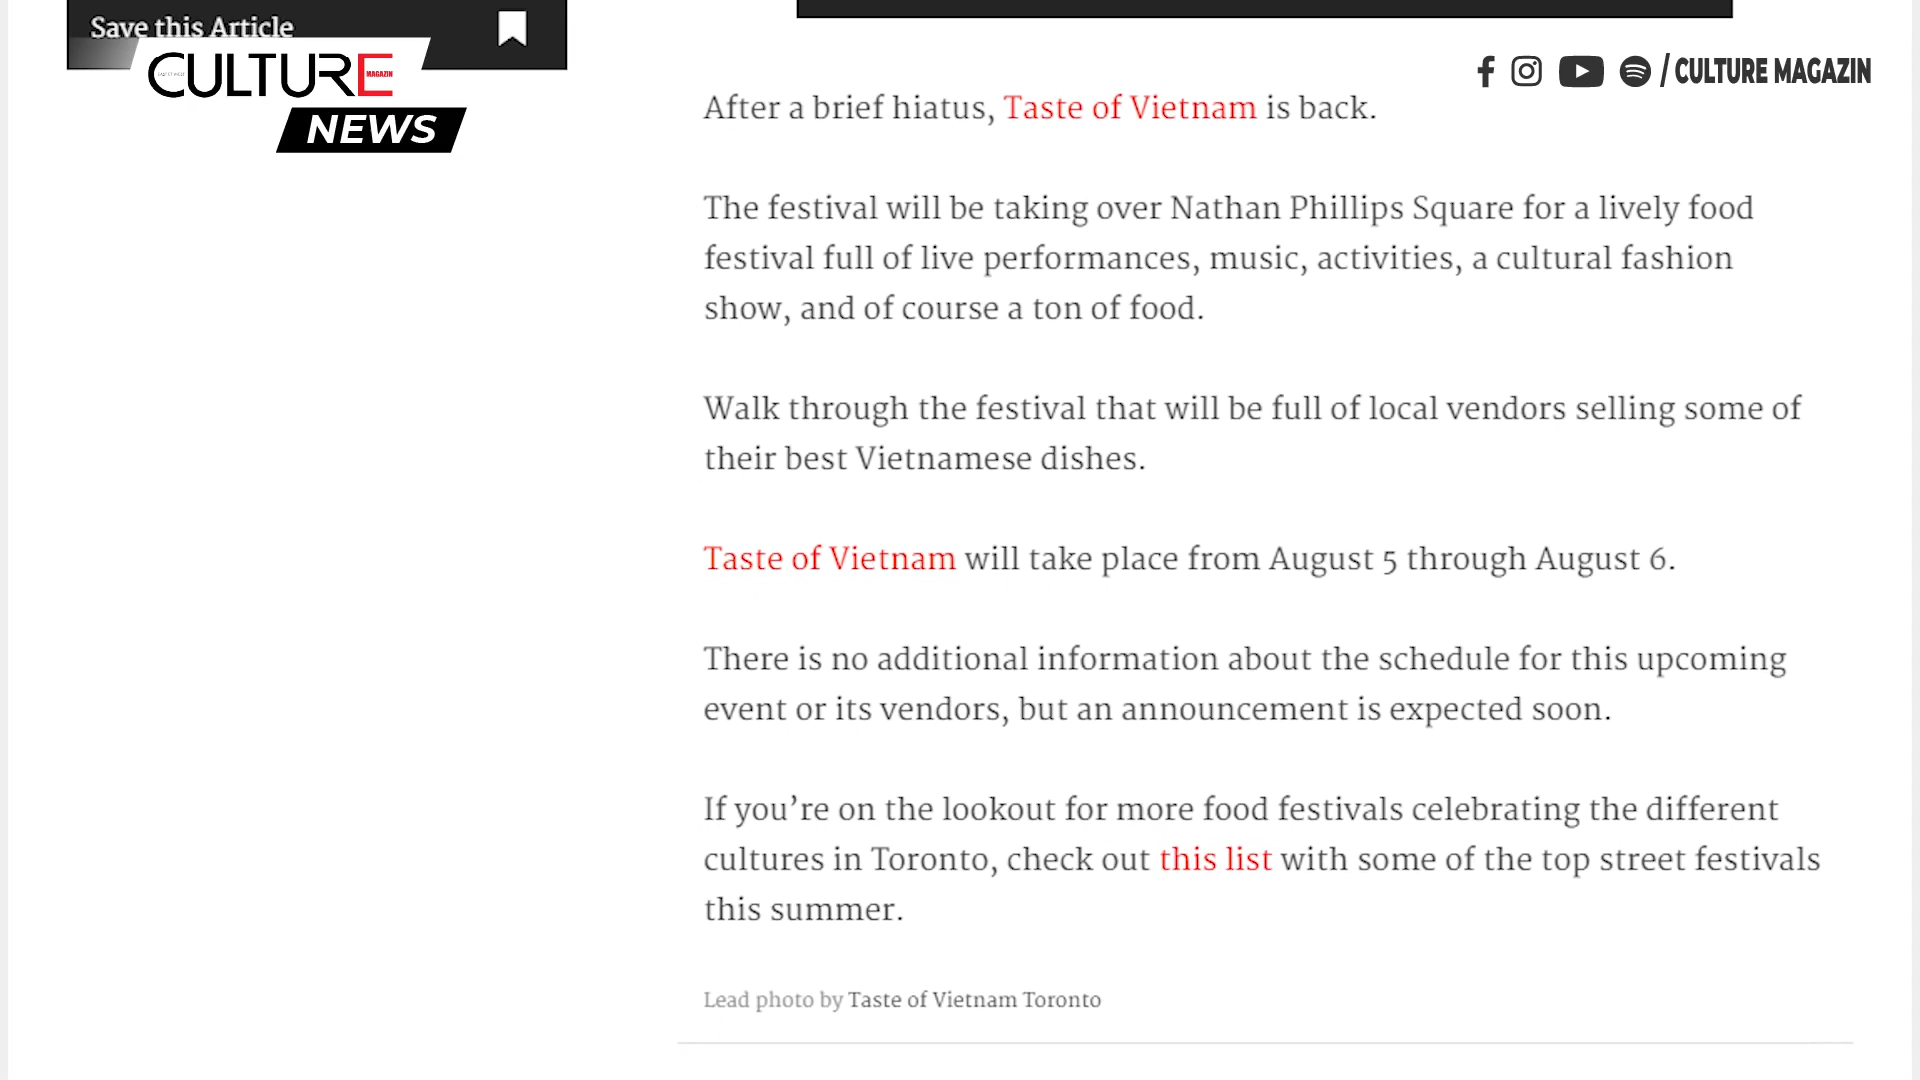 Save this Article
CULTURE
MAGAZIN
NEWS
/ CULTURE MAGAZIN
After a brief hiatus, Taste of Vietnam is back.
The festival will be taking over Nathan Phillips Square for a lively food
festival full of live performances, music, activities, a cultural fashion
show, and of course a ton of food.
Walk through the festival that will be full of local vendors selling some of
their best Vietnamese dishes.
Taste of Vietnam will take place from August 5 through August 6.
There is no additional information about the schedule for this upcoming
event or its vendors, but an announcement is expected soon.
If you’re on the lookout for more food festivals celebrating the different
cultures in Toronto, check out this list with some of the top street festivals
this summer.
Lead photo by Taste of Vietnam Toronto